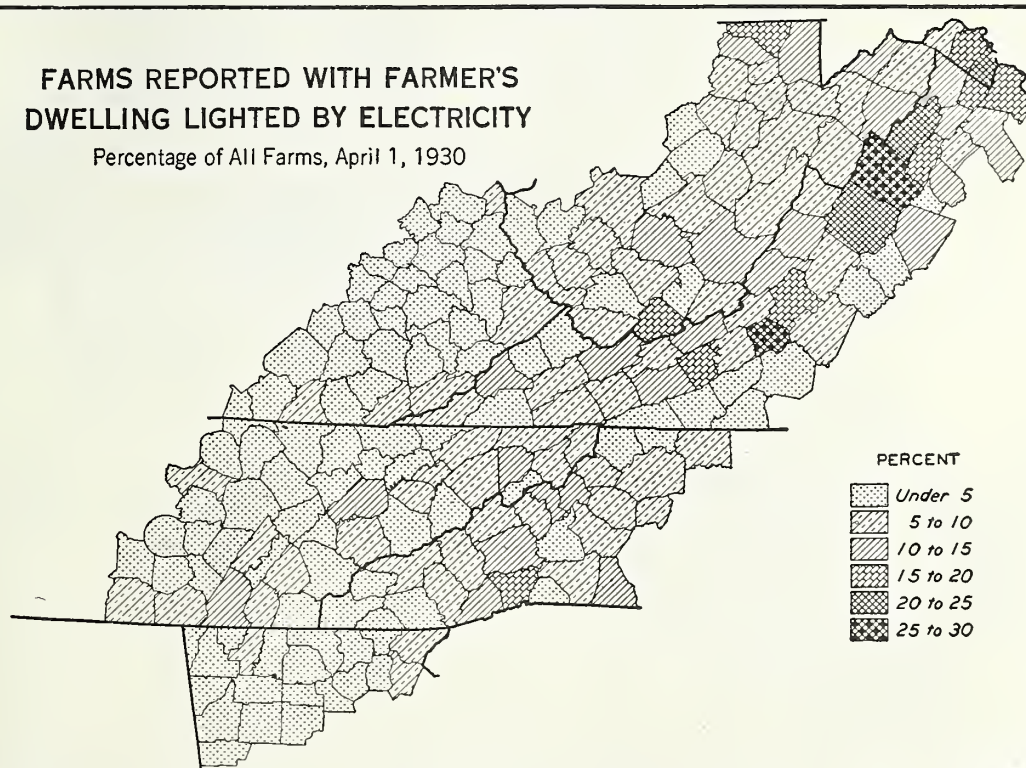 FARMS REPORTED WITH FARMER'S
DWELLING LIGHTED BY ELECTRICITY
Percentage of All Farms, April 1, 1930
PERCENT
Under 5
5 to 10
10 to 15
15 to 20
20 to 25
25 to 30